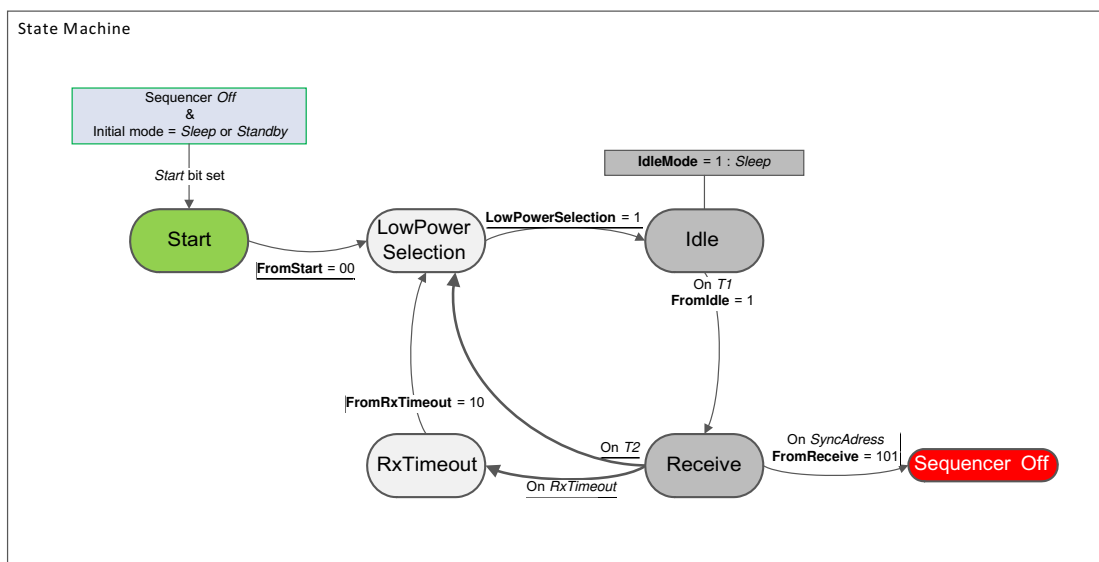 State Machine
Sequencer Off
&
Initial mode = Sleep or Standby
Start bit set
IdleMode = 1 : Sleep
Start
FromStart = 00
LowPower
Selection
LowPowerSelection = 1
Idle
On T1
FromIdle = 1
FromRxTimeout = 10
RxTimeout
On T2
On RxTimeout
Receive
On SyncAdress
FromReceive = 101
Sequencer Off